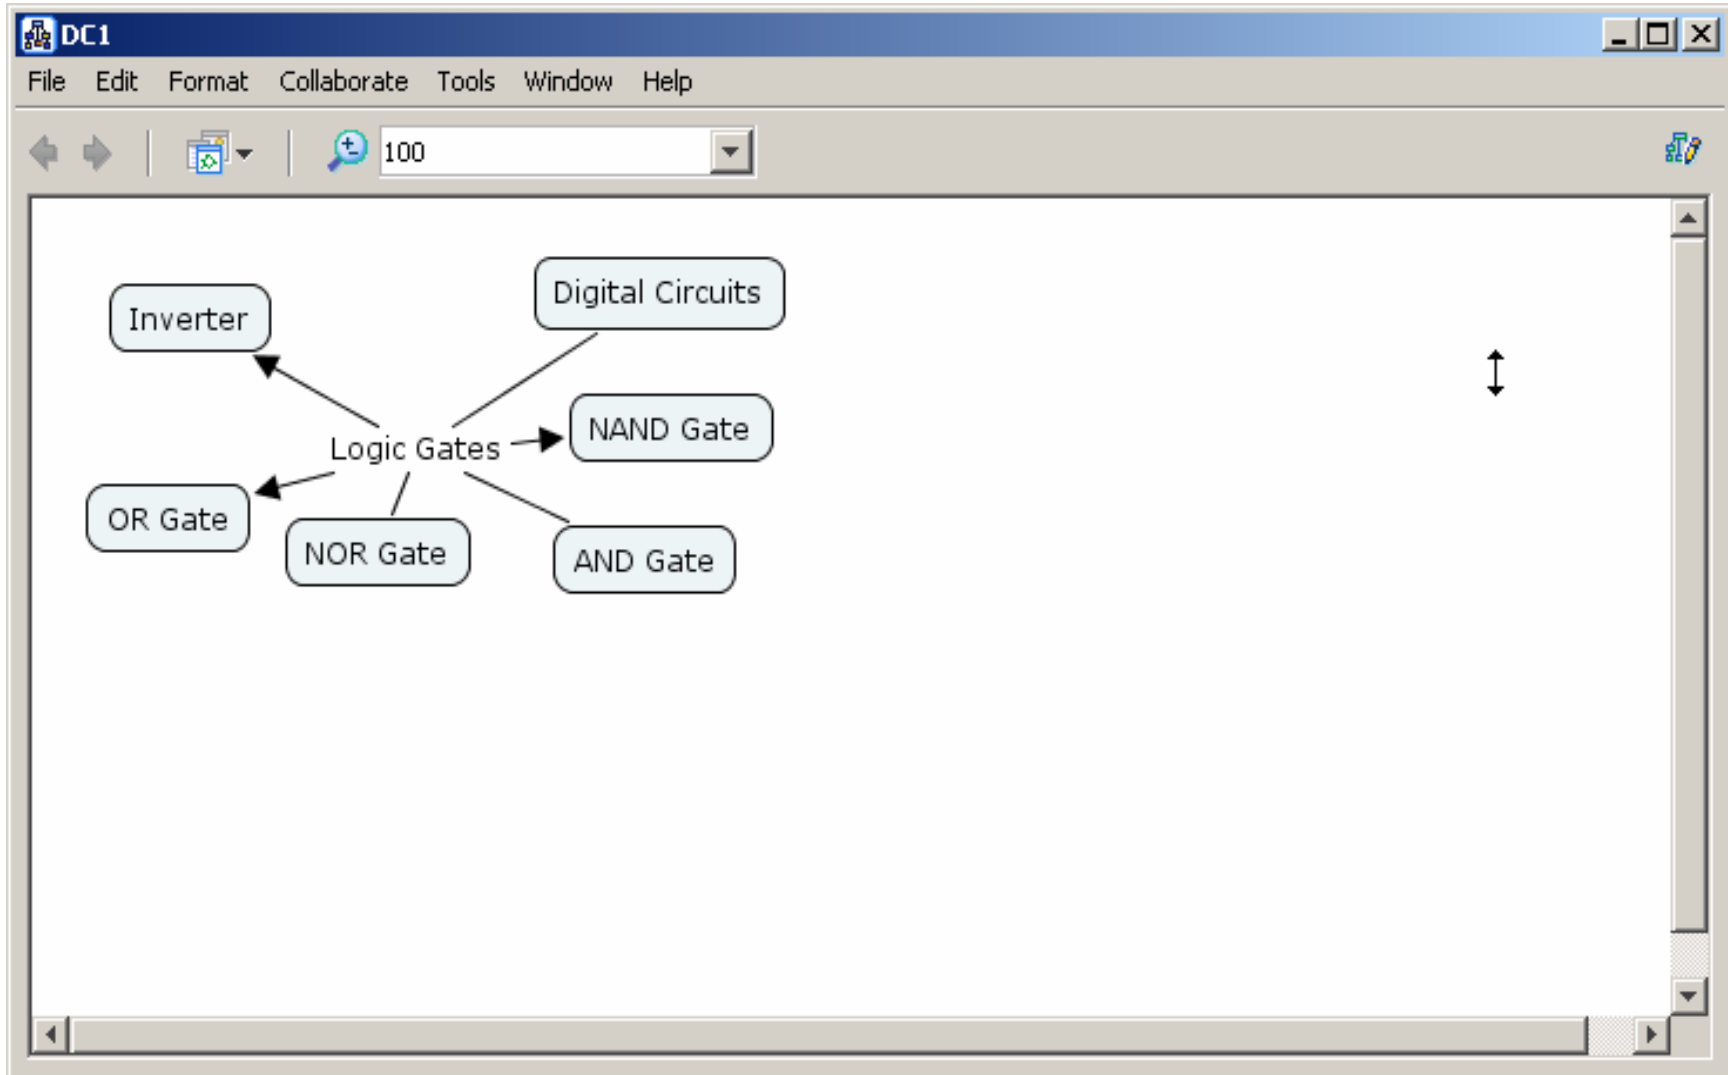 DC1
File Edit Format Collaborate Tools Window Help
100
Digital Circuits
Inverter
NAND Gate
Logic Gates
OR Gate
NOR Gate
AND Gate